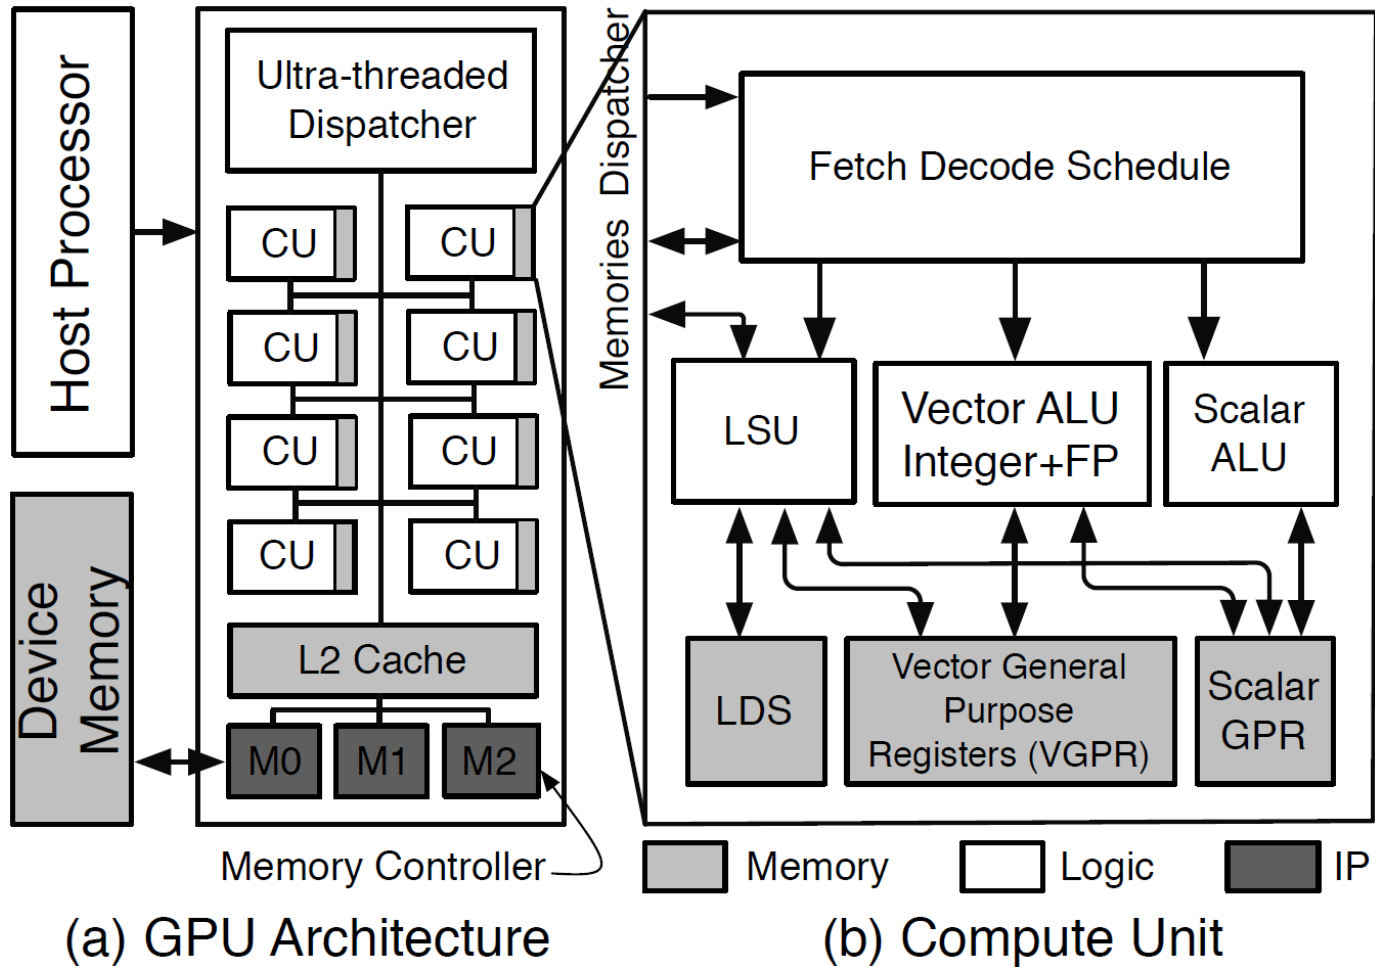 Host Processor
Device
Memory
Ultra-threaded
Dispatcher
CU
CU
CU
CU
CU
CU
CU
CU
L2 Cache
M0
M1
M2
Memory Controller
(a) GPU Architecture
Memories Dispatcher
Fetch Decode Schedule
LSU
Vector ALU
Integer+FP
Scalar
ALU
LDS
Vector General
Purpose
Registers (VGPR)
Scalar
GPR
Memory
Logic
IP
(b) Compute Unit